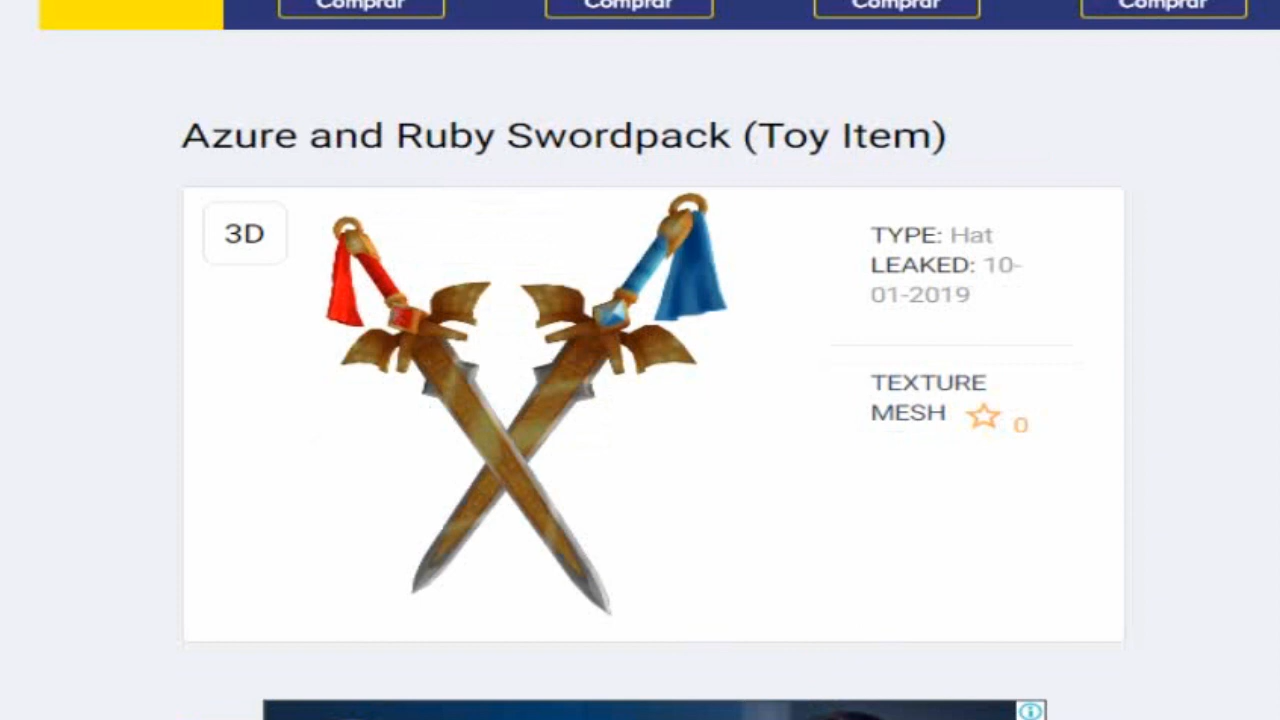 Comprar Comprar Comprar Comprar
Azure and Ruby Swordpack (Toy Item)
3D
TYPE: Hat
LEAKED: 10-
01-2019
TEXTURE
MESH 0